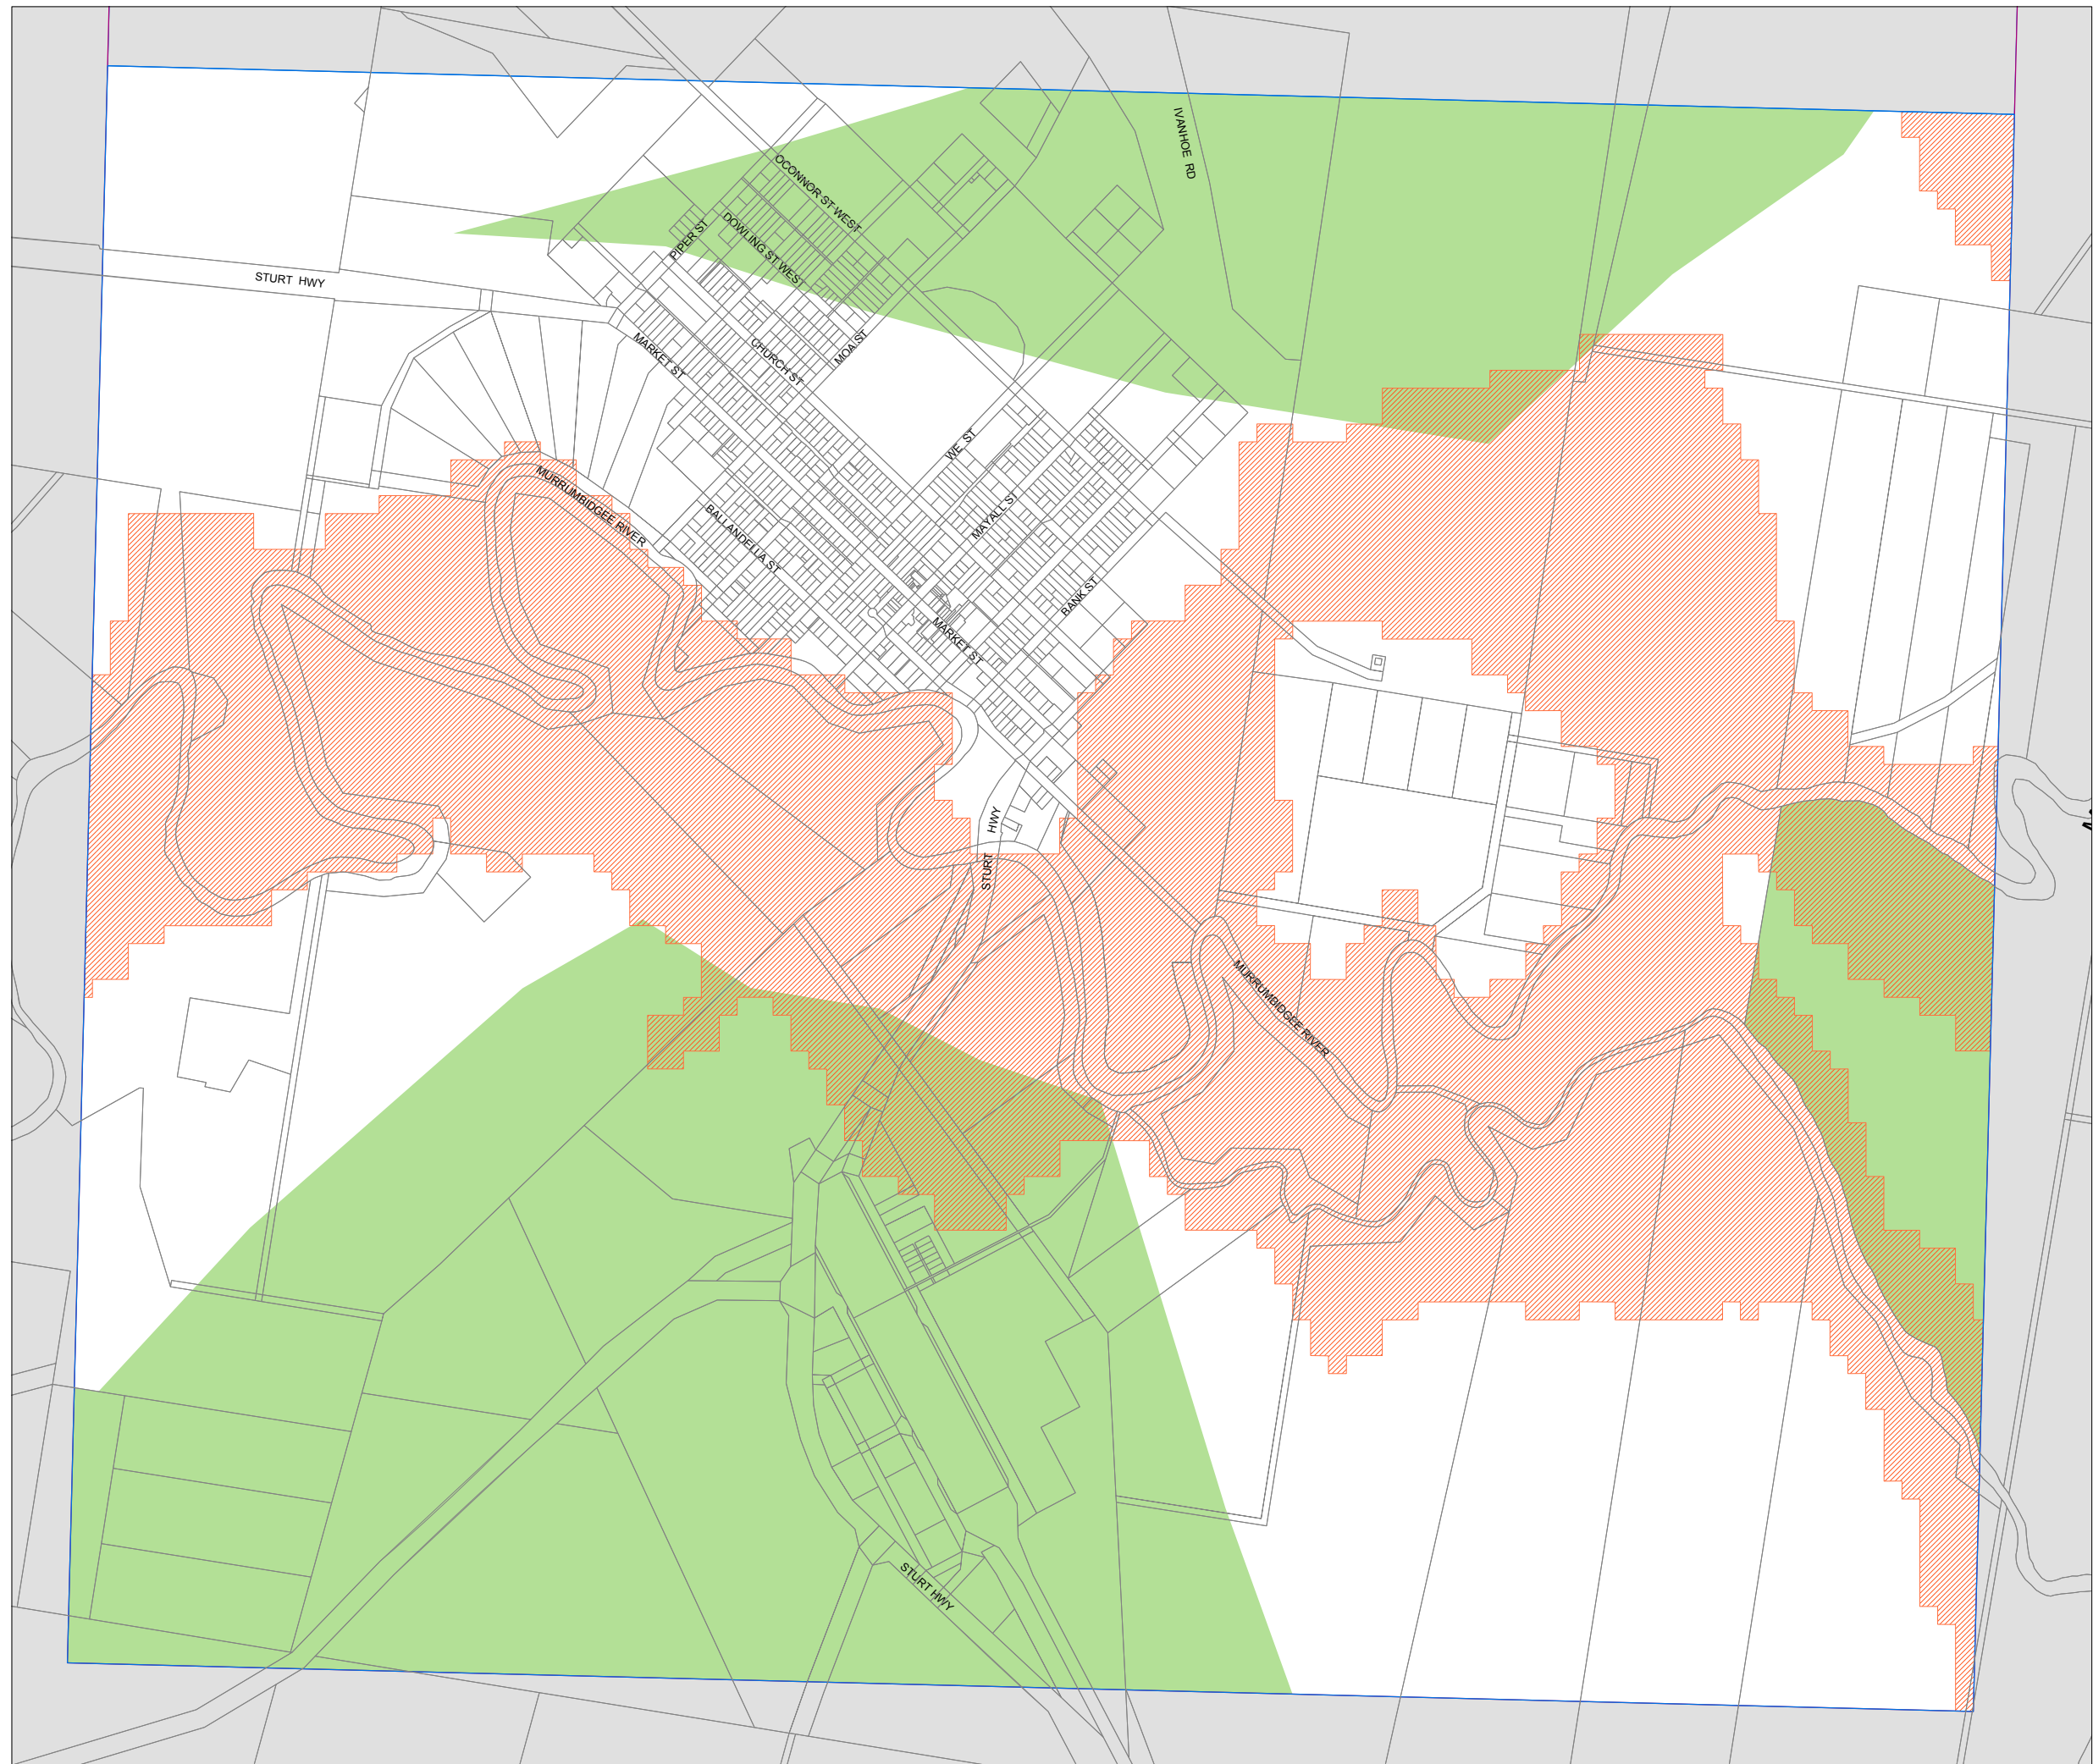 IVANHOE RD
OCONNOR ST WEST
PIPER ST
DOWLING ST WEST
STURT HWY
MARKET ST
CHURCH ST
MOA ST
WE ST
MURRUMBIDGEE RIVER
BALLANDELLA ST
MAYALL ST
BANK ST
MARKET ST
STURT HWY
MURRUMBIDGEE RIVER
STURT HWY